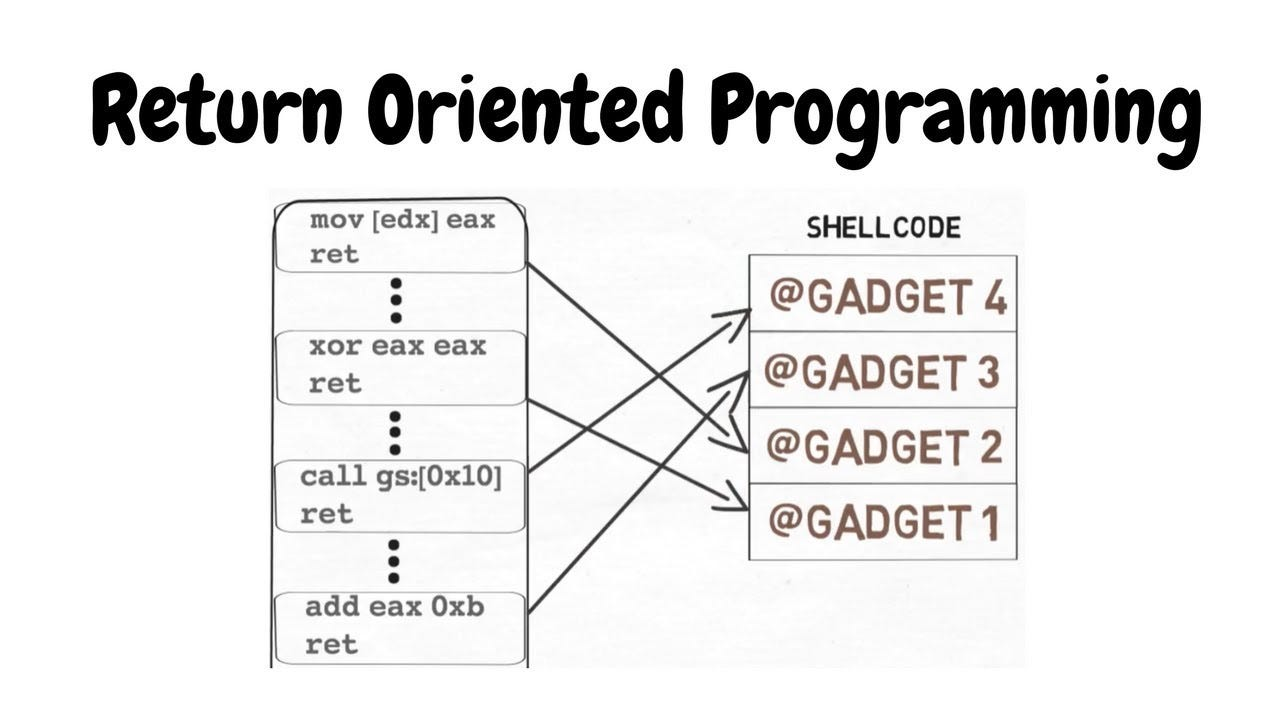 Return Oriented Programming
mov [edx] eax
ret
xor eax eax
ret
call gs:[0x10]
ret
add eax 0xb
ret
SHELLCODE
@GADGET 4
@GADGET 3
@GADGET 2
@GADGET 1